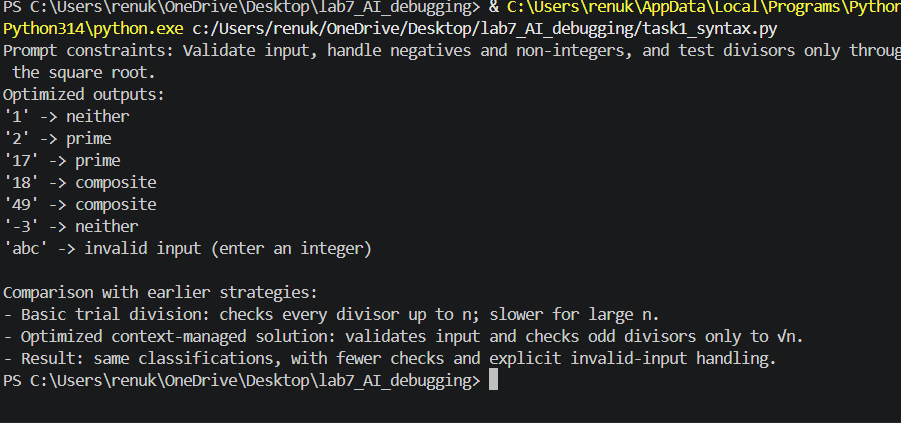 PS C:\Users\renuk\OneDrive\Desktop\lab7_AI_debugging> & C:\Users\renuk\AppData\Local\Programs\Python
Python314\python.exe c:/Users/renuk/OneDrive/Desktop/lab7_AI_debugging/task1_syntax.py
Prompt constraints: Validate input, handle negatives and non-integers, and test divisors only throug
 the square root.
Optimized outputs:
'1' -> neither
'2' -> prime
'17' -> prime
'18' -> composite
'49' -> composite
'-3' -> neither
'abc' -> invalid input (enter an integer)
Comparison with earlier strategies:
- Basic trial division: checks every divisor up to n; slower for large n.
- Optimized context-managed solution: validates input and checks odd divisors only to √n.
- Result: same classifications, with fewer checks and explicit invalid-input handling.
PS C:\Users\renuk\OneDrive\Desktop\lab7_AI_debugging>